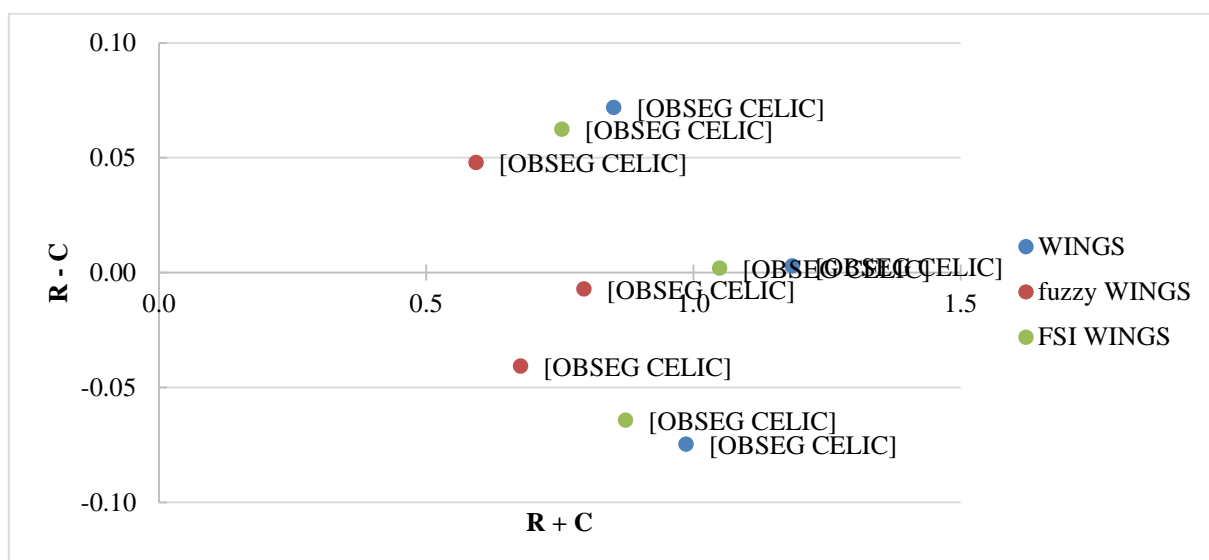 0.10
[OBSEG CELIC]
[OBSEG CELIC]
0.05
[OBSEG CELIC]
R - C
0.00
[OBSEG CELIC]
[OBSEG CELIC]
WINGS
[OBSEG CELIC]
fuzzy WINGS
0.0
0.5
1.0
1.5
FSI WINGS
[OBSEG CELIC]
-0.05
[OBSEG CELIC]
[OBSEG CELIC]
-0.10
R + C